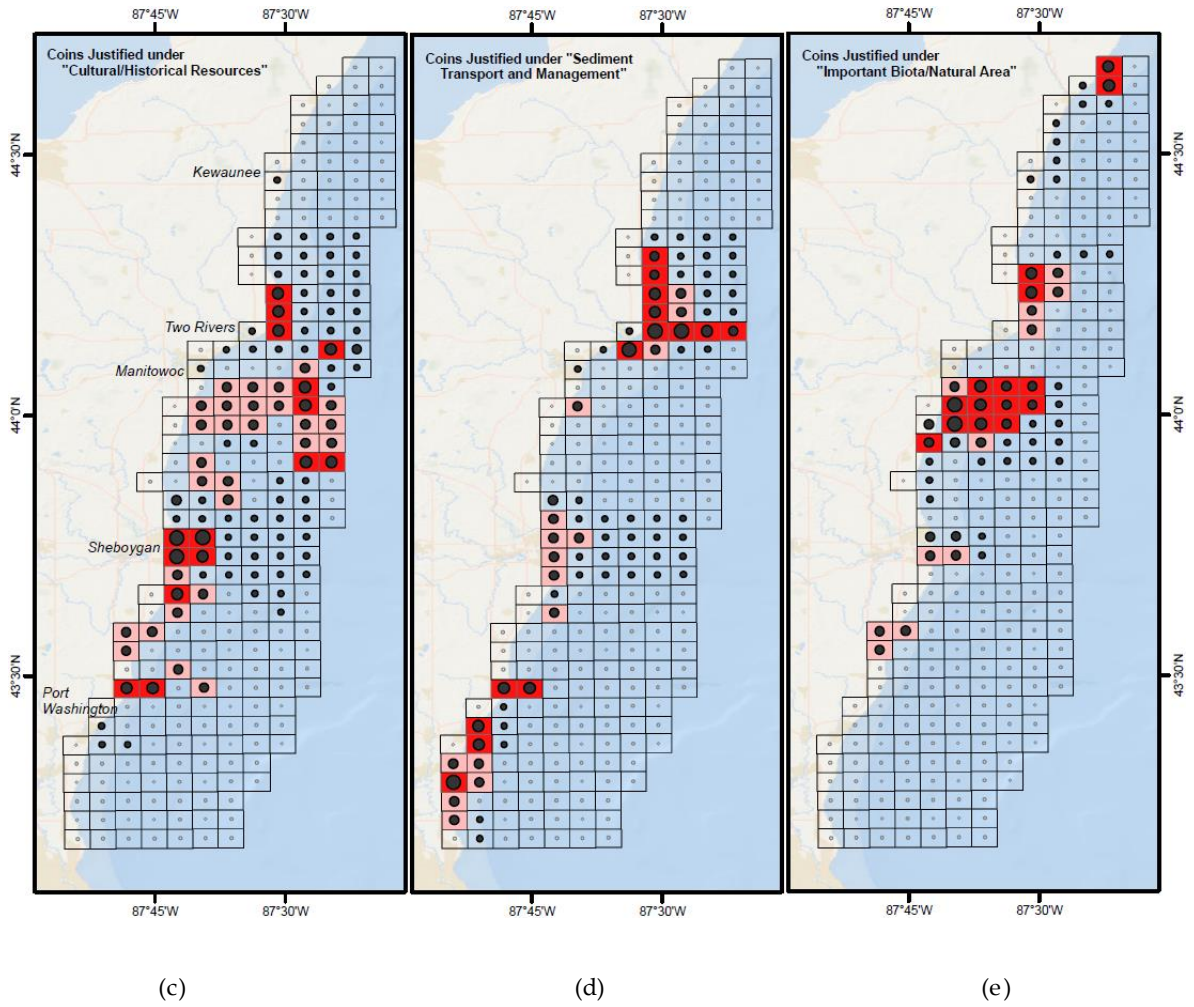 87°45'W 87°30'W 87°45'W 87°30'W 87°45'W 87°30'W
Coins Justified under
"Cultural/Historical Resources"
Coins Justified under "Sediment
Transport and Management"
Coins Justified under
"Important Biota/Natural Area"
44°30'N
44°30'N
Kewaunee
Two Rivers
Manitowoc
44°0'N
44°0'N
Sheboygan
43°30'N
43°30'N
Port
Washington
87°45'W 87°30'W 87°45'W 87°30'W 87°45'W 87°30'W
(c) (d) (e)